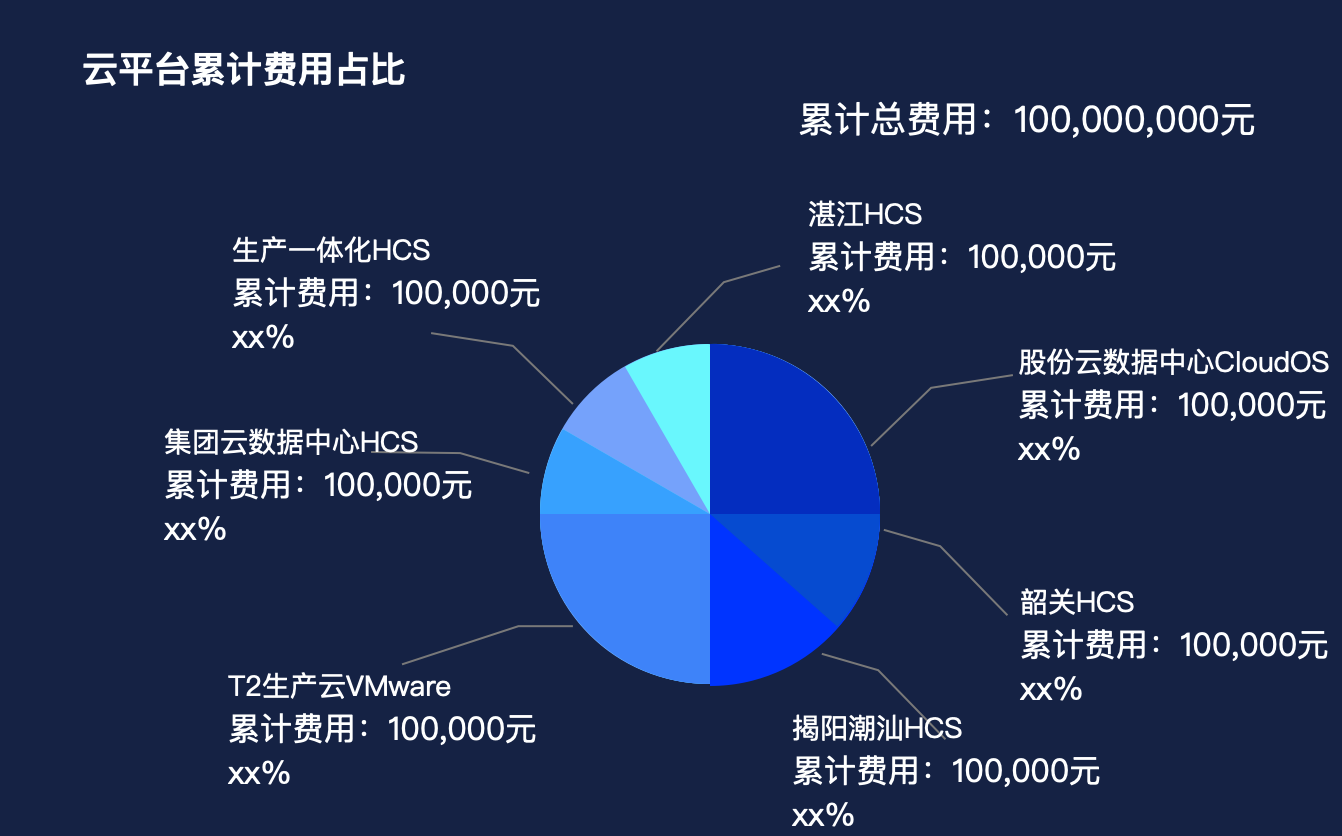 云平台累计费用占比
累计总费用：100,000,000元
湛江HCS
累计费用：100,000元
xx%
生产一体化HCS
累计费用：100,000元
xx%
股份云数据中心CloudOS
累计费用：100,000元
xx%
集团云数据中心HCS
累计费用：100,000元
xx%
韶关HCS
累计费用：100,000元
xx%
T2生产云VMware
累计费用：100,000元
xx%
揭阳潮汕HCS
累计费用：100,000元
xx%